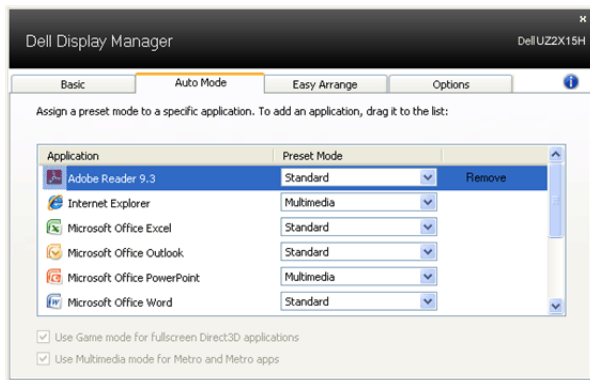 x
Dell Display Manager
Dell UZ2X15H
Basic Auto Mode Easy Arrange Options i
Assign a preset mode to a specific application. To add an application, drag it to the list:
Application Preset Mode
Adobe Reader 9.3 Standard Remove
Internet Explorer Multimedia
Microsoft Office Excel Standard
Microsoft Office Outlook Standard
Microsoft Office PowerPoint Multimedia
Microsoft Office Word Standard
Use Game mode for fullscreen Direct3D applications
Use Multimedia mode for Metro and Metro apps